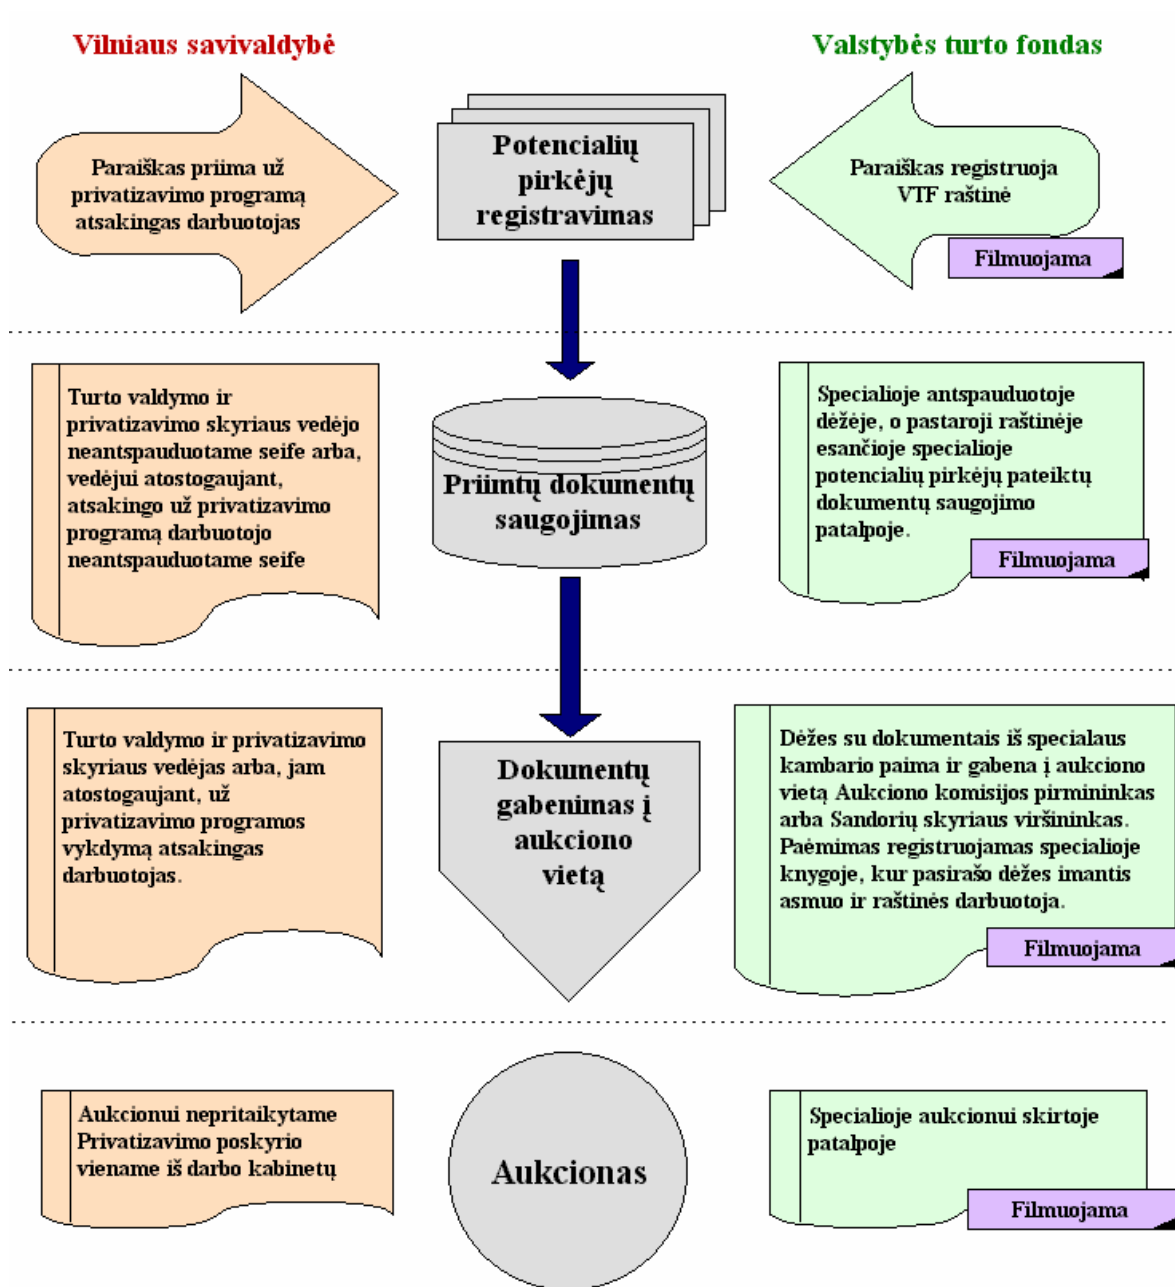 Vilniaus savivaldybė
Valstybės turto fondas
Paraiškas priima už
privatizavimo programą
atsakingas darbuotojas
Potencialių
pirkėjų
registravimas
Paraiškas registruoja
VTF raštinė
Filmuojama
Turto valdymo ir
privatizavimo skyriaus vedėjo
neantspauduotame seife arba,
vedėjui atostogaujant,
atsakingo už privatizavimo
programą darbuotojo
neantspauduotame seife
Priimtų dokumentų
saugojimas
Specialioje antspauduotoje
dėžėje, o pastaroji raštinėje
esančioje specialioje
potencialių pirkėjų pateiktų
dokumentų saugojimo
patalpoje.
Filmuojama
Turto valdymo ir privatizavimo
skyriaus vedėjas arba, jam
atostogaujant, už
privatizavimo programos
vykdymą atsakingas
darbuotojas.
Dokumentų
gabenimas į
aukciono
vietą
Dėžes su dokumentais iš specialaus
kambario paima ir gabena į aukciono
vietą Aukciono komisijos pirmininkas
arba Sandorių skyriaus viršininkas.
Paėmimas registruojamas specialioje
knygoje, kur pasirašo dėžes imantis
asmuo ir raštinės darbuotoja.
Filmuojama
Aukcionui nepritaikytame
Privatizavimo poskyrio
viename iš darbo kabinetų
Aukcionas
Specialioje aukcionui skirtoje
patalpoje
Filmuojama